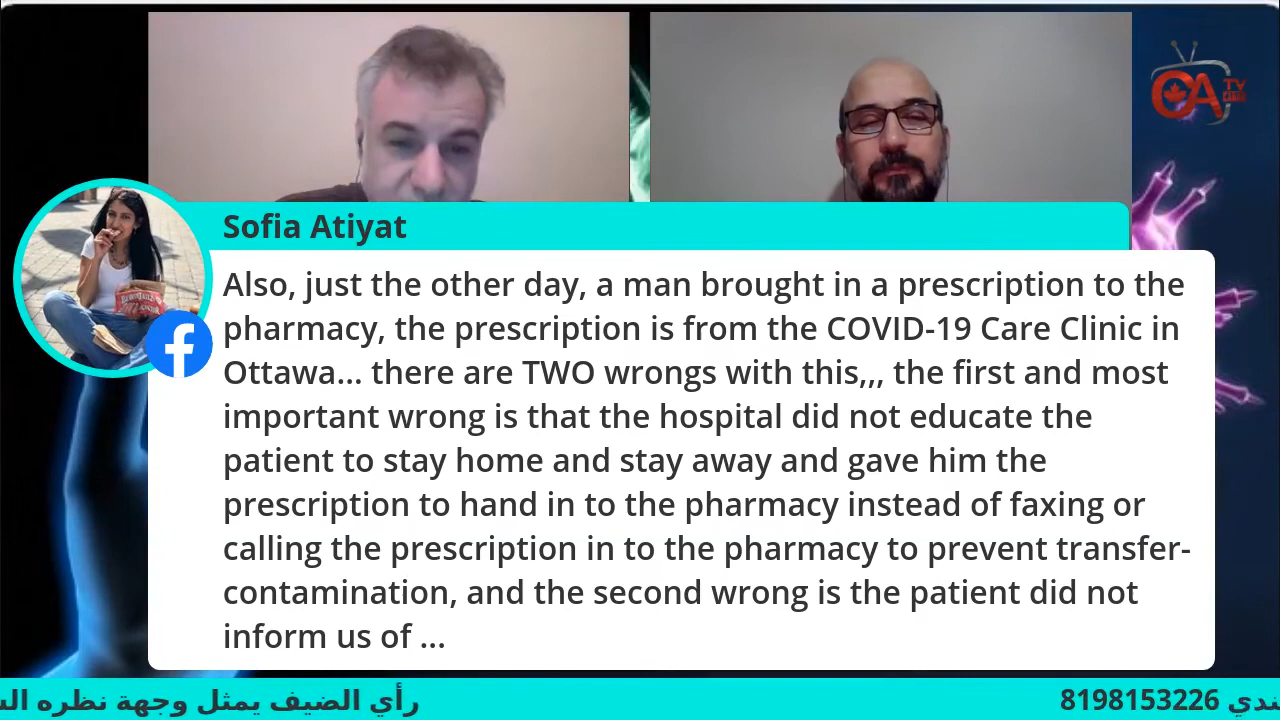 OA TV
CANADA
Sofia Atiyat
Also, just the other day, a man brought in a prescription to the
pharmacy, the prescription is from the COVID-19 Care Clinic in
Ottawa... there are TWO wrongs with this,,, the first and most
important wrong is that the hospital did not educate the
patient to stay home and stay away and gave him the
prescription to hand in to the pharmacy instead of faxing or
calling the prescription in to the pharmacy to prevent transfer-
contamination, and the second wrong is the patient did not
inform us of ...
رأي الضيف يمثل وجهة نظره
8198153226